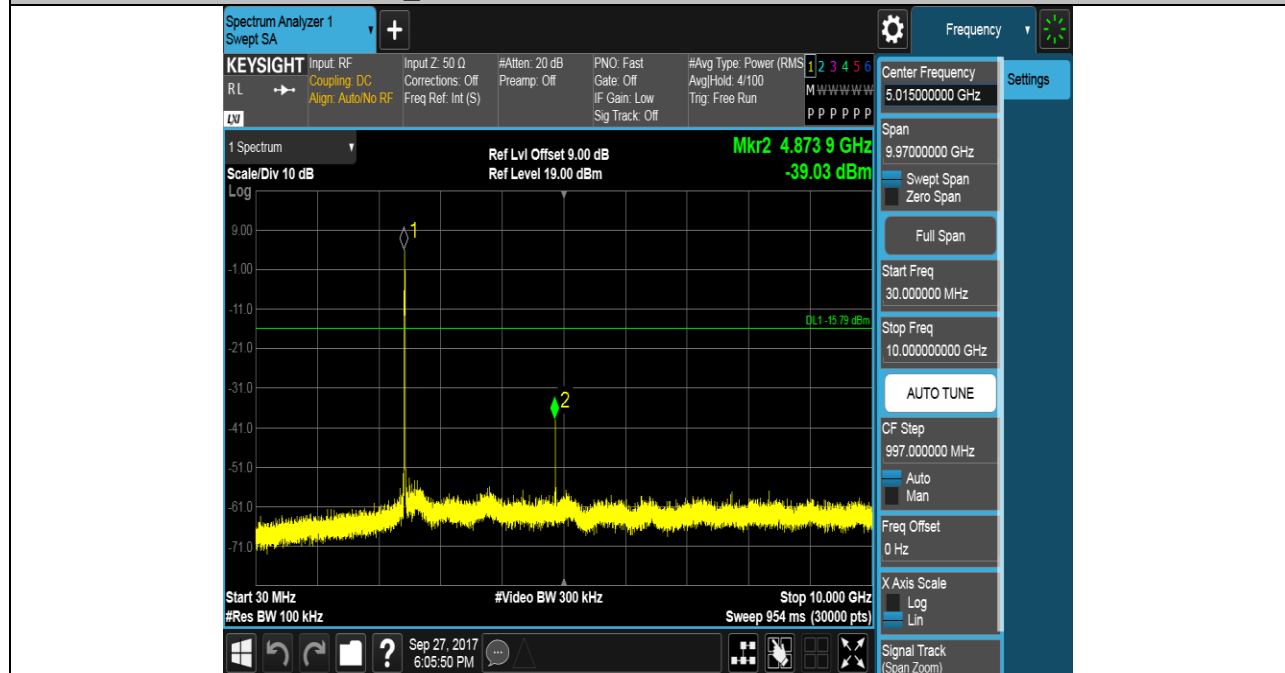 Spectrum Analyzer 1
Swept SA
+
Frequency
KEYSIGHT
RL
LXI
Input: RF
Coupling: DC
Align: Auto/No RF
Input Z: 50 Ω
Corrections: Off
Freq Ref: Int (S)
#Atten: 20 dB
Preamp: Off
PNO: Fast
Gate: Off
IF Gain: Low
Sig Track: Off
#Avg Type: Power (RMS
Avg|Hold: 4/100
Trig: Free Run
1 2 3 4 5 6
M W W W W W
P P P P P P
1 Spectrum
Scale/Div 10 dB
Ref Lvl Offset 9.00 dB
Ref Level 19.00 dBm
Mkr2 4.873 9 GHz
-39.03 dBm
Log
9.00
-1.00
-11.0
-21.0
-31.0
-41.0
-51.0
-61.0
-71.0
1
2
DL1 -15.79 dBm
Start 30 MHz
#Res BW 100 kHz
#Video BW 300 kHz
Stop 10.000 GHz
Sweep 954 ms (30000 pts)
?
Sep 27, 2017
6:05:50 PM
Center Frequency
5.015000000 GHz
Settings
Span
9.97000000 GHz
Swept Span
Zero Span
Full Span
Start Freq
30.000000 MHz
Stop Freq
10.000000000 GHz
AUTO TUNE
CF Step
997.000000 MHz
Auto
Man
Freq Offset
0 Hz
X Axis Scale
Log
Lin
Signal Track
(Span Zoom)